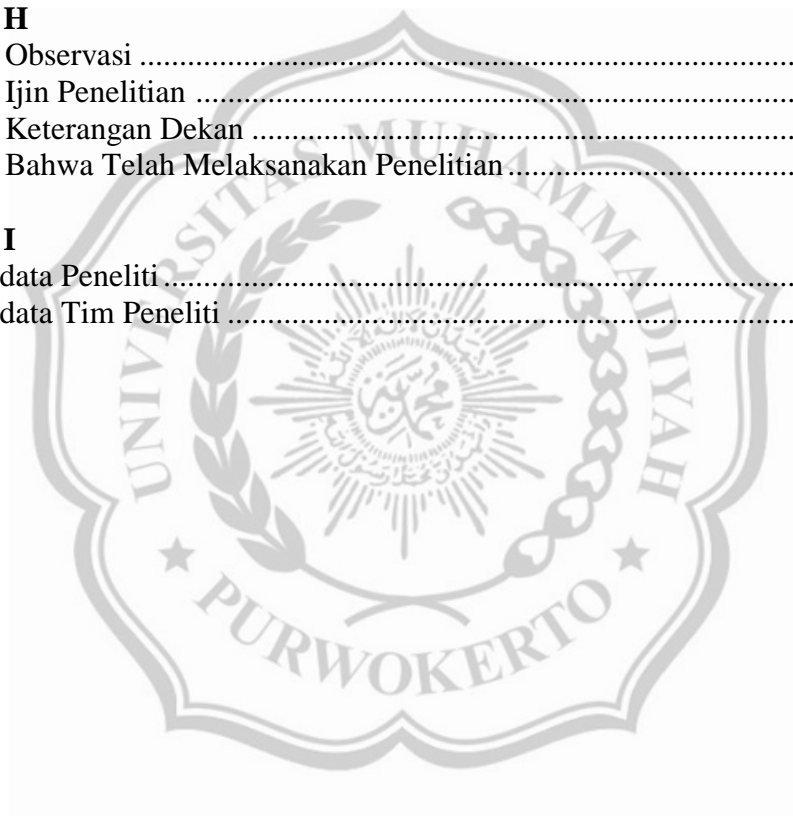 H
Observasi ................................................................................
Ijin Penelitian ..........................................................................
Keterangan Dekan ...................................................................
Bahwa Telah Melaksanakan Penelitian ...................................
I
data Peneliti .............................................................................
data Tim Peneliti ......................................................................
UNIVERSITAS MUHAMMADIYAH
PURWOKERTO